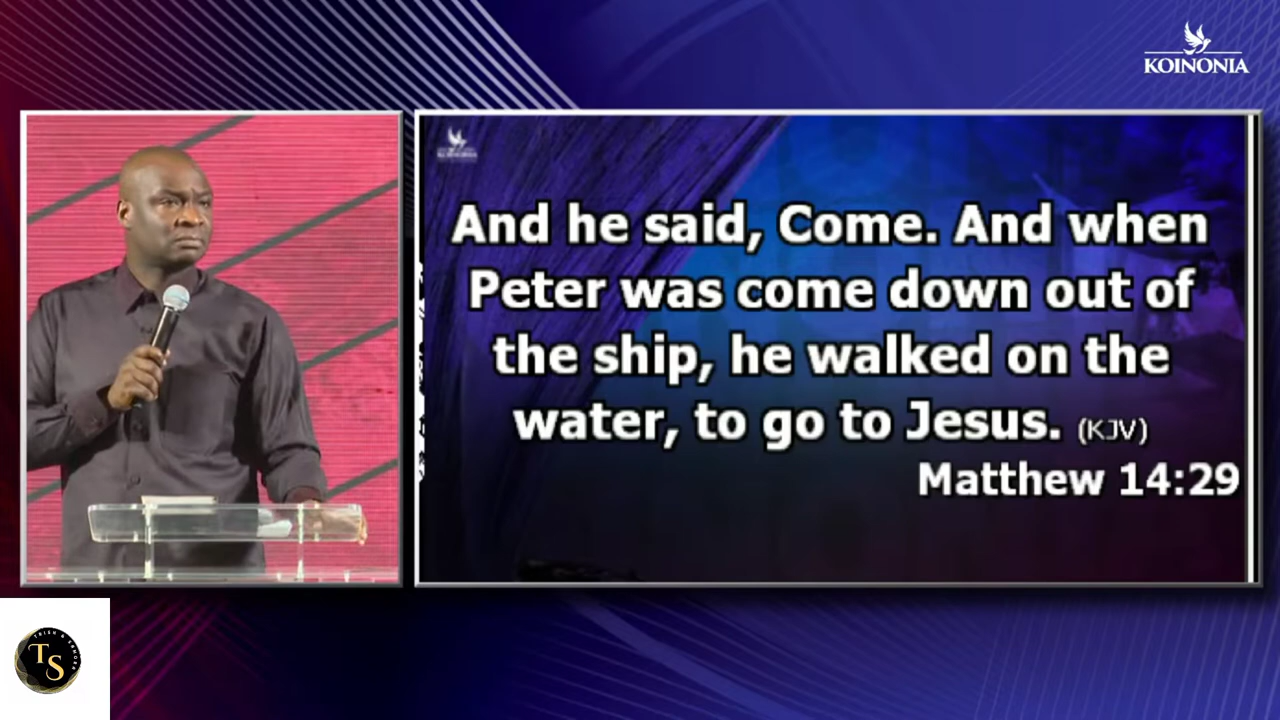 KOINONIA
KOINONIA
And he said, Come. And when
Peter was come down out of
the ship, he walked on the
water, to go to Jesus. (KJV)
Matthew 14:29
TS